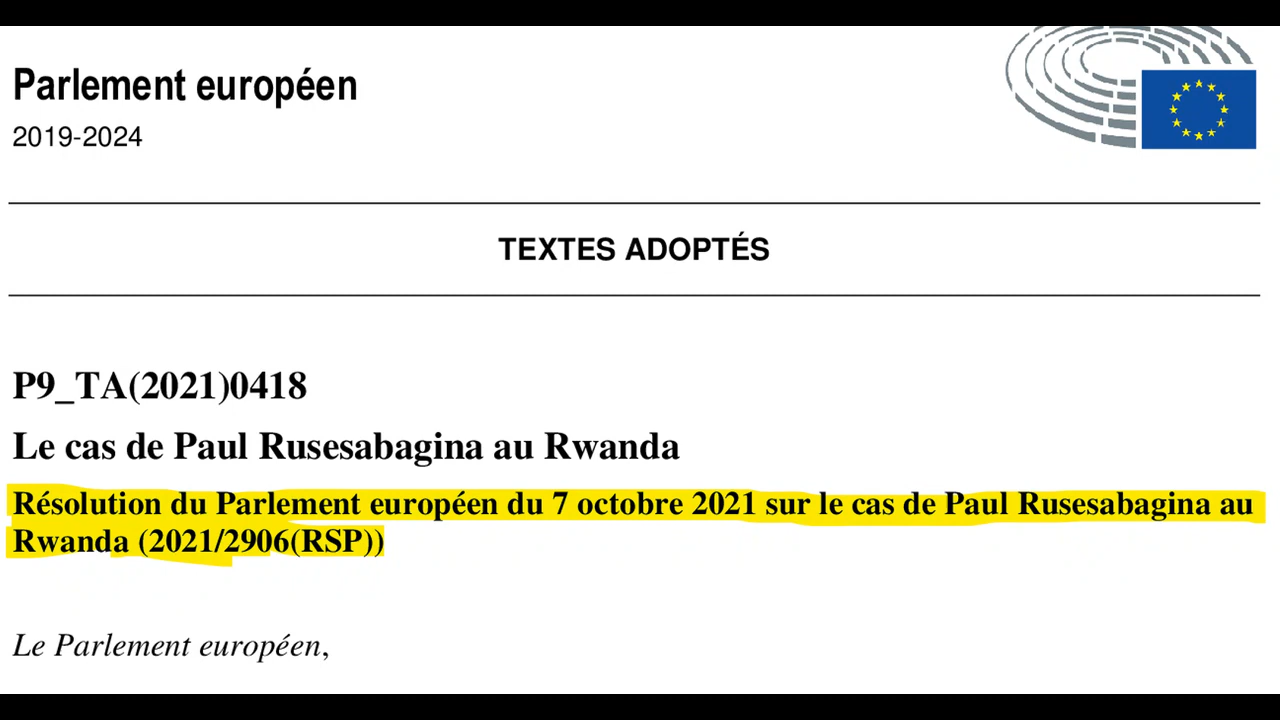 Parlement européen
2019-2024
TEXTES ADOPTÉS
P9_TA(2021)0418
Le cas de Paul Rusesabagina au Rwanda
Résolution du Parlement européen du 7 octobre 2021 sur le cas de Paul Rusesabagina au
Rwanda (2021/2906(RSP))
Le Parlement européen,